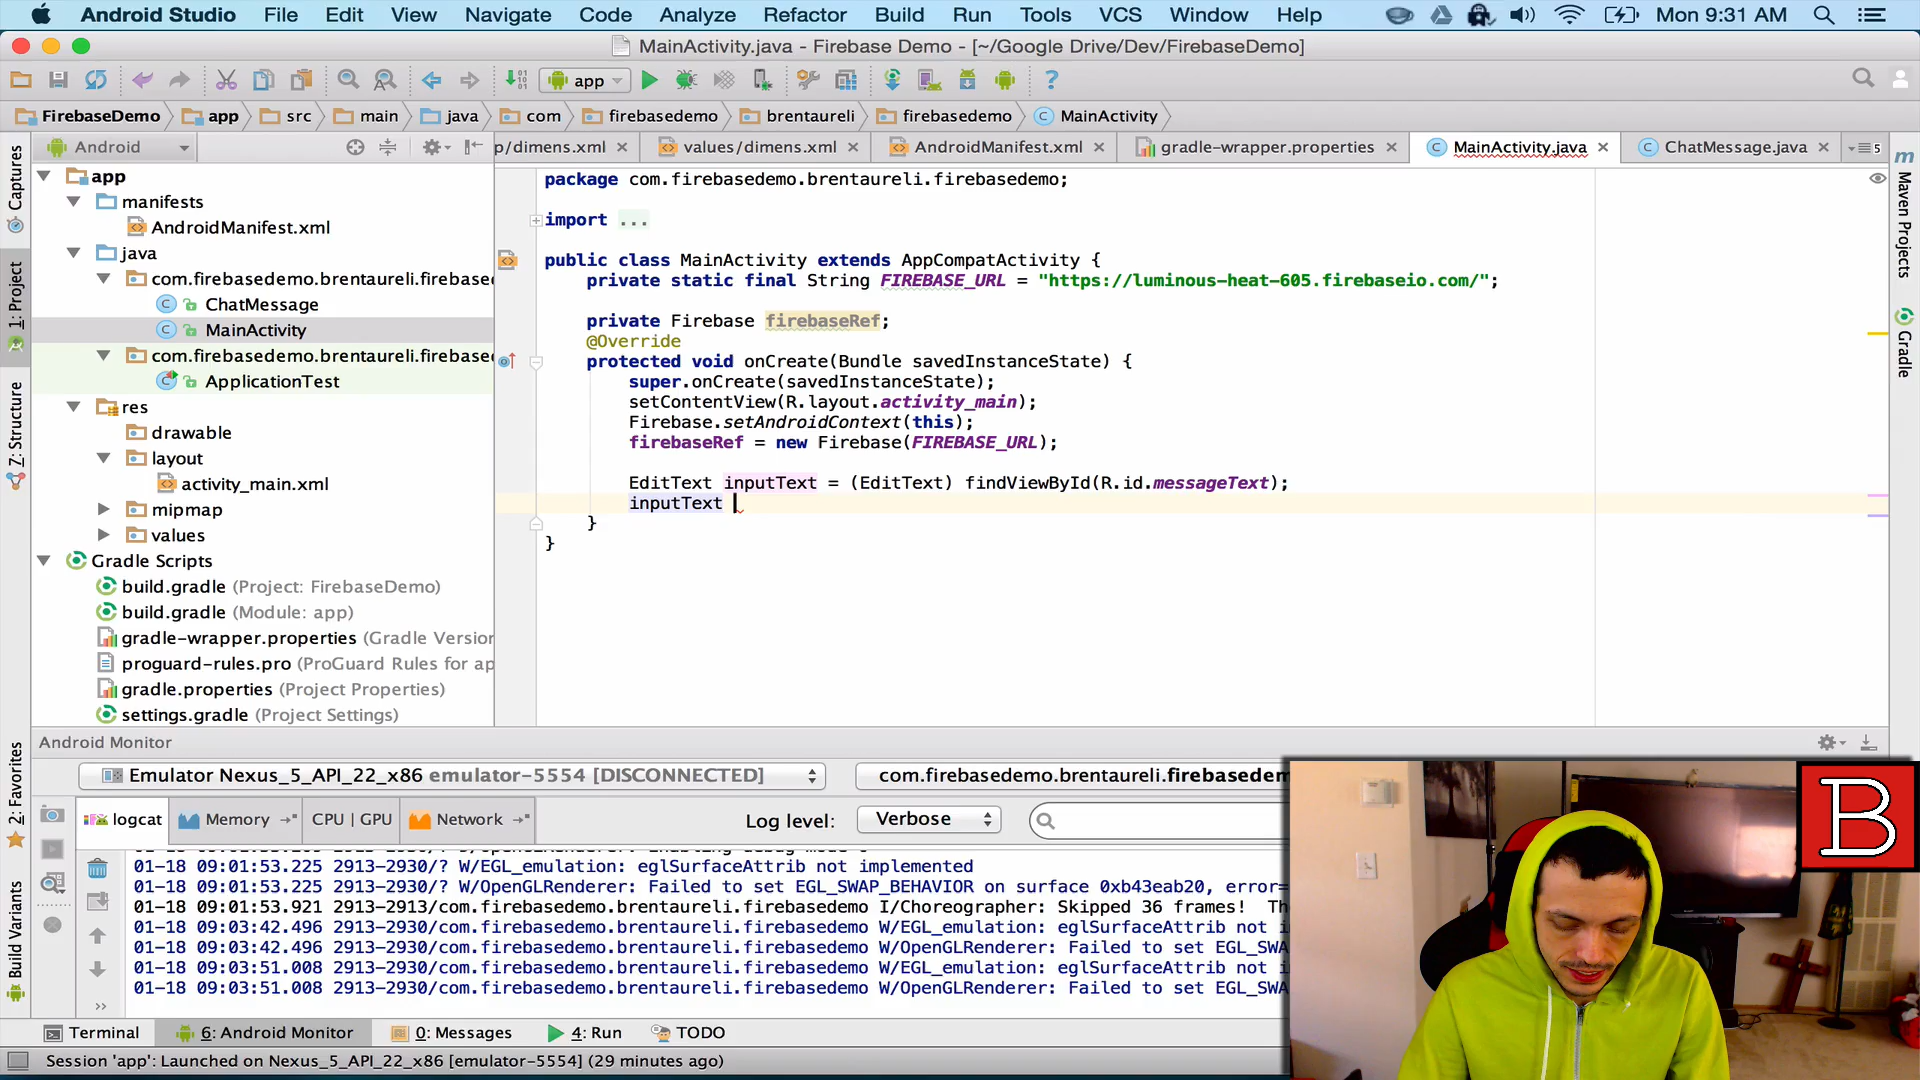 Android Studio File Edit View Navigate Code Analyze Refactor Build Run Tools VCS Window Help Mon 9:31 AM
MainActivity.java - Firebase Demo - [~/Google Drive/Dev/FirebaseDemo]
app
FirebaseDemo app src main java com firebasedemo brentaureli firebasedemo MainActivity
Android
p/dimens.xml values/dimens.xml AndroidManifest.xml gradle-wrapper.properties MainActivity.java ChatMessage.java 5
Captures
1: Project
Z: Structure
2: Favorites
Build Variants
Maven Projects
Gradle
app
manifests
AndroidManifest.xml
java
com.firebasedemo.brentaureli.firebase
ChatMessage
MainActivity
com.firebasedemo.brentaureli.firebase
ApplicationTest
res
drawable
layout
activity_main.xml
mipmap
values
Gradle Scripts
build.gradle (Project: FirebaseDemo)
build.gradle (Module: app)
gradle-wrapper.properties (Gradle Version
proguard-rules.pro (ProGuard Rules for ap
gradle.properties (Project Properties)
settings.gradle (Project Settings)
package com.firebasedemo.brentaureli.firebasedemo;
import ...
public class MainActivity extends AppCompatActivity {
private static final String FIREBASE_URL = "https://luminous-heat-605.firebaseio.com/";
private Firebase firebaseRef;
@Override
protected void onCreate(Bundle savedInstanceState) {
super.onCreate(savedInstanceState);
setContentView(R.layout.activity_main);
Firebase.setAndroidContext(this);
firebaseRef = new Firebase(FIREBASE_URL);
EditText inputText = (EditText) findViewById(R.id.messageText);
inputText
}
}
Android Monitor
Emulator Nexus_5_API_22_x86 emulator-5554 [DISCONNECTED] com.firebasedemo.brentaureli.firebasedem
logcat Memory CPU | GPU Network Log level: Verbose
01-18 09:01:53.225 2913-2930/? W/EGL_emulation: eglSurfaceAttrib not implemented
01-18 09:01:53.225 2913-2930/? W/OpenGLRenderer: Failed to set EGL_SWAP_BEHAVIOR on surface 0xb43eab20, error=
01-18 09:01:53.921 2913-2913/com.firebasedemo.brentaureli.firebasedemo I/Choreographer: Skipped 36 frames! Th
01-18 09:03:42.496 2913-2930/com.firebasedemo.brentaureli.firebasedemo W/EGL_emulation: eglSurfaceAttrib not i
01-18 09:03:42.496 2913-2930/com.firebasedemo.brentaureli.firebasedemo W/OpenGLRenderer: Failed to set EGL_SWA
01-18 09:03:51.008 2913-2930/com.firebasedemo.brentaureli.firebasedemo W/EGL_emulation: eglSurfaceAttrib not i
01-18 09:03:51.008 2913-2930/com.firebasedemo.brentaureli.firebasedemo W/OpenGLRenderer: Failed to set EGL_SWA
B
Terminal 6: Android Monitor 0: Messages 4: Run TODO
Session 'app': Launched on Nexus_5_API_22_x86 [emulator-5554] (29 minutes ago)